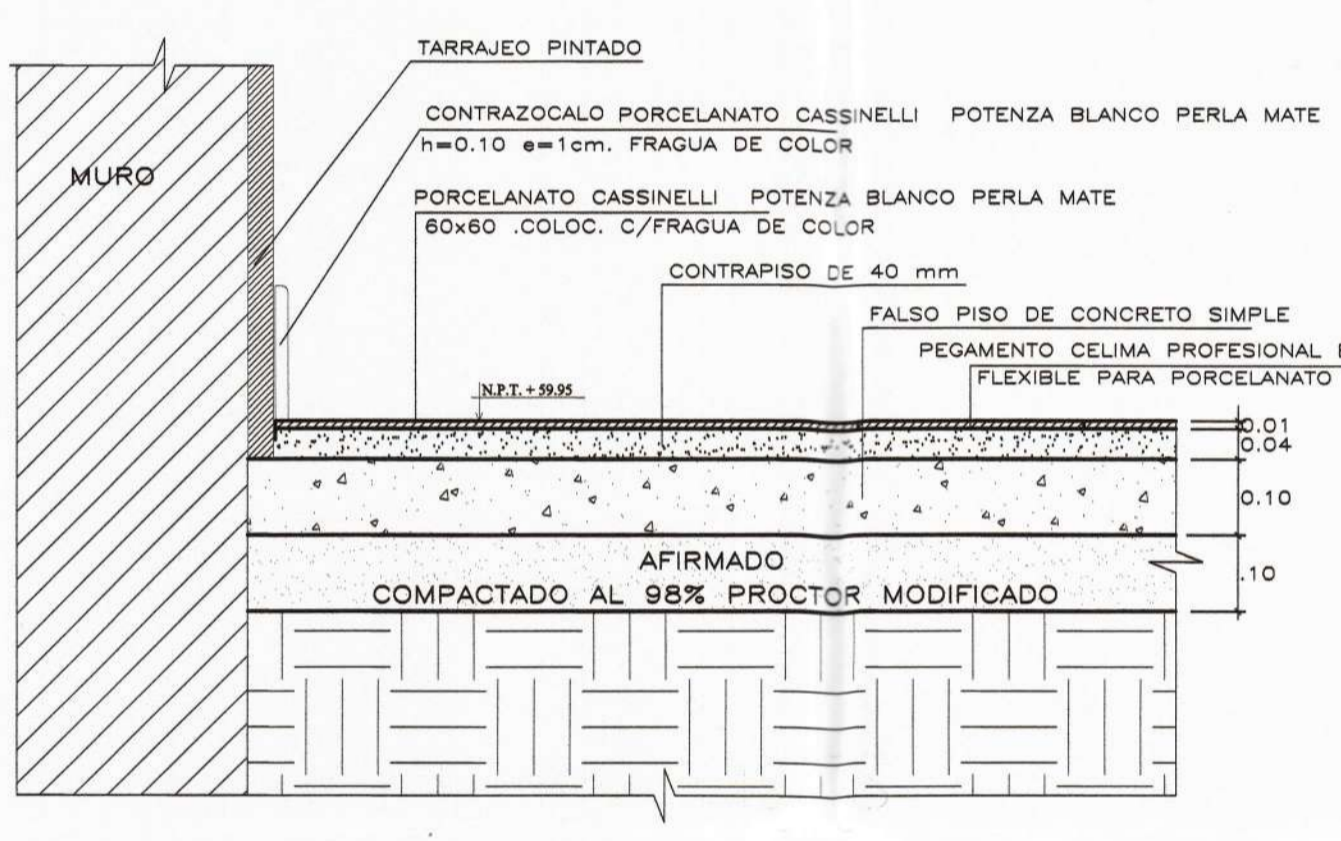 TARRAJEO PINTADO
CONTRAZOCALO PORCELANATO CASSINELLI POTENZA BLANCO PERLA MATE
h=0.10 e=1cm. FRAGUA DE COLOR
MURO
PORCELANATO CASSINELLI POTENZA BLANCO PERLA MATE
60x60 .COLOC. C/FRAGUA DE COLOR
CONTRAPISO DE 40 mm
FALSO PISO DE CONCRETO SIMPLE
PEGAMENTO CELIMA PROFESIONAL
FLEXIBLE PARA PORCELANATO
N.P.T. + 59.95
0.01
0.04
0.10
AFIRMADO
.10
COMPACTADO AL 98% PROCTOR MODIFICADO